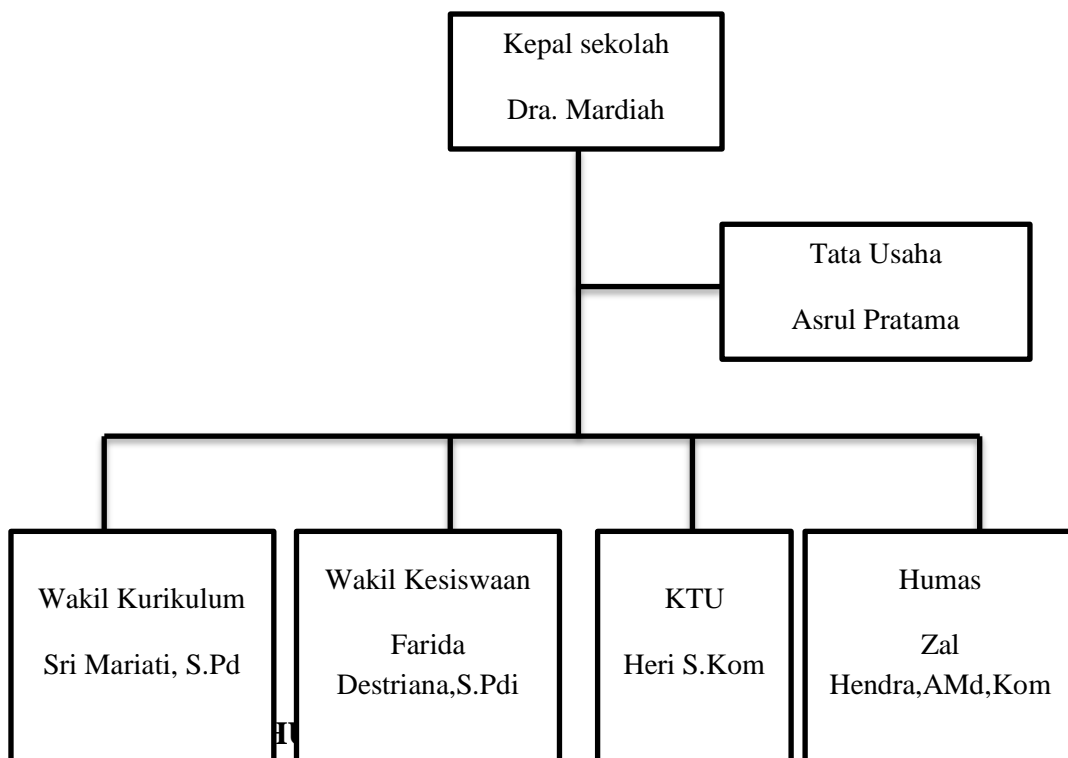 Kepal sekolah
Dra. Mardiah
Tata Usaha
Asrul Pratama
Wakil Kurikulum
Sri Mariati, S.Pd
Wakil Kesiswaan
Farida
Destriana,S.Pdi
KTU
Heri S.Kom
Humas
Zal
Hendra,AMd,Kom